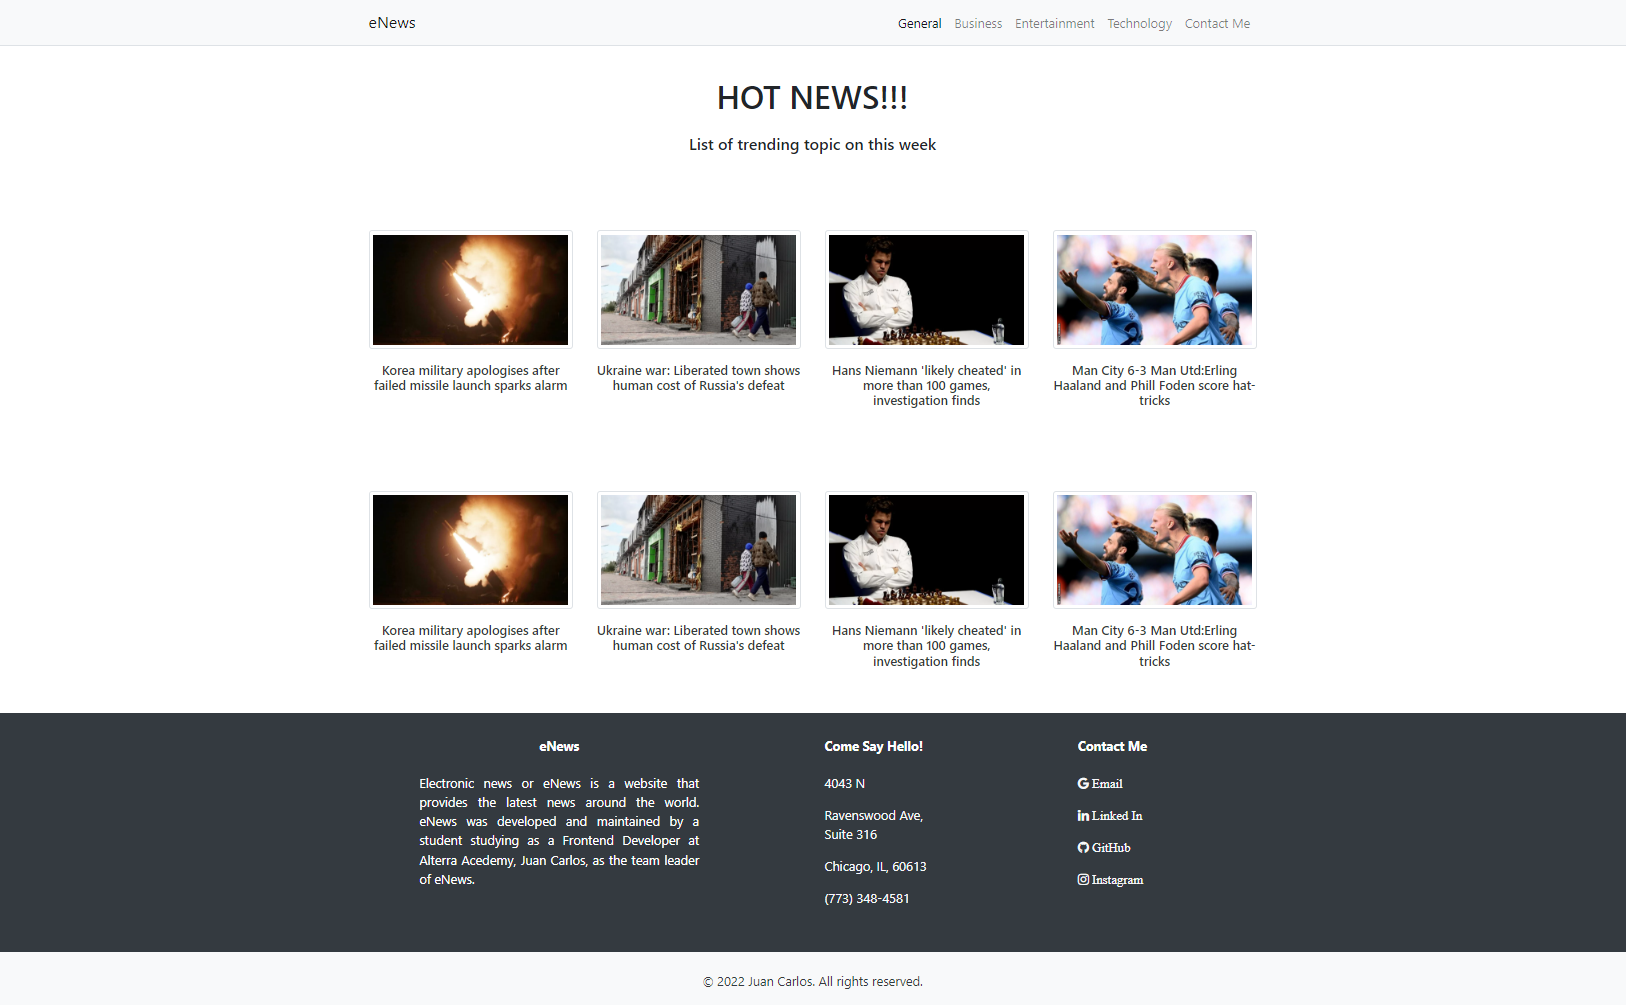 eNews
General Business Entertainment Technology Contact Me
HOT NEWS!!!
List of trending topic on this week
Korea military apologises after
failed missile launch sparks alarm
Ukraine war: Liberated town shows
human cost of Russia's defeat
Hans Niemann 'likely cheated' in
more than 100 games,
investigation finds
Man City 6-3 Man Utd:Erling
Haaland and Phill Foden score hat-
tricks
Korea military apologises after
failed missile launch sparks alarm
Ukraine war: Liberated town shows
human cost of Russia's defeat
Hans Niemann 'likely cheated' in
more than 100 games,
investigation finds
Man City 6-3 Man Utd:Erling
Haaland and Phill Foden score hat-
tricks
eNews
Electronic news or eNews is a website that
provides the latest news around the world.
eNews was developed and maintained by a
student studying as a Frontend Developer at
Alterra Acedemy, Juan Carlos, as the team leader
of eNews.
Come Say Hello!
4043 N
Ravenswood Ave,
Suite 316
Chicago, IL, 60613
(773) 348-4581
Contact Me
Email
Linked In
GitHub
Instagram
© 2022 Juan Carlos. All rights reserved.